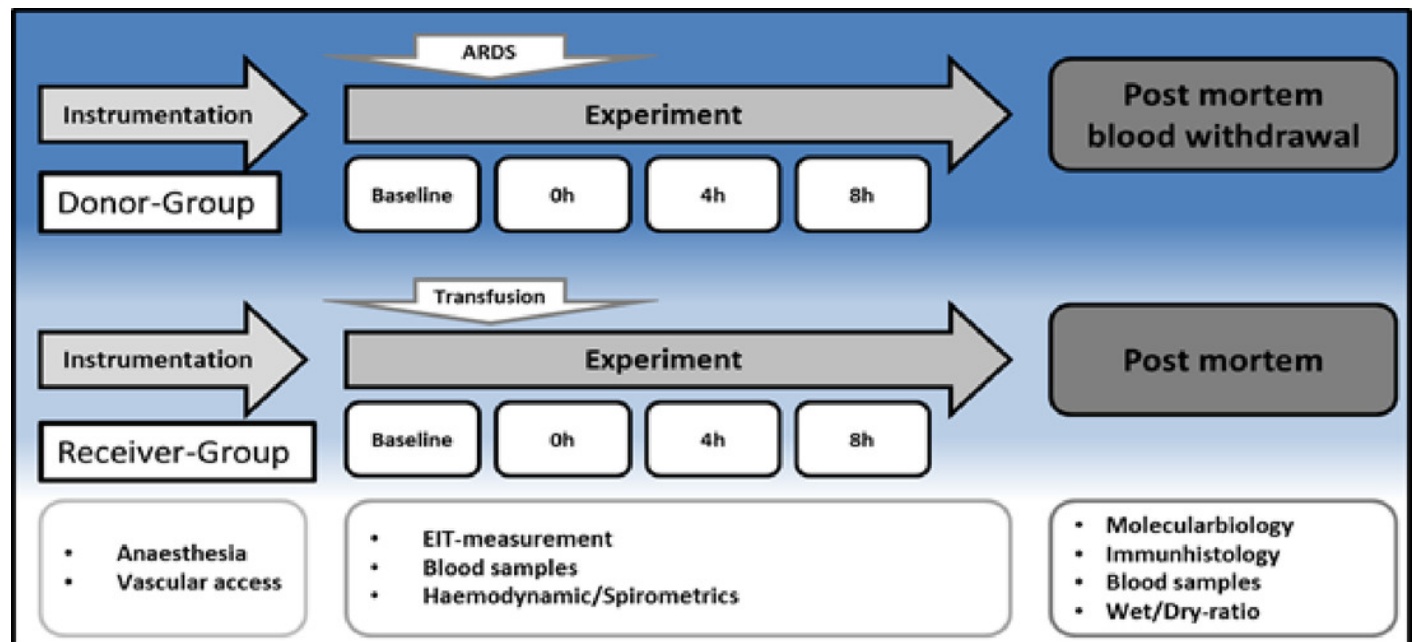 ARDS
Instrumentation
Experiment
Post mortem
blood withdrawal
Donor-Group
Baseline
0h
4h
8h
Transfusion
Instrumentation
Experiment
Post mortem
Receiver-Group
Baseline
0h
4h
8h
• Anaesthesia
• Vascular access
• EIT-measurement
• Blood samples
• Haemodynamic/Spirometrics
• Molecularbiology
• Immunhistology
• Blood samples
• Wet/Dry-ratio